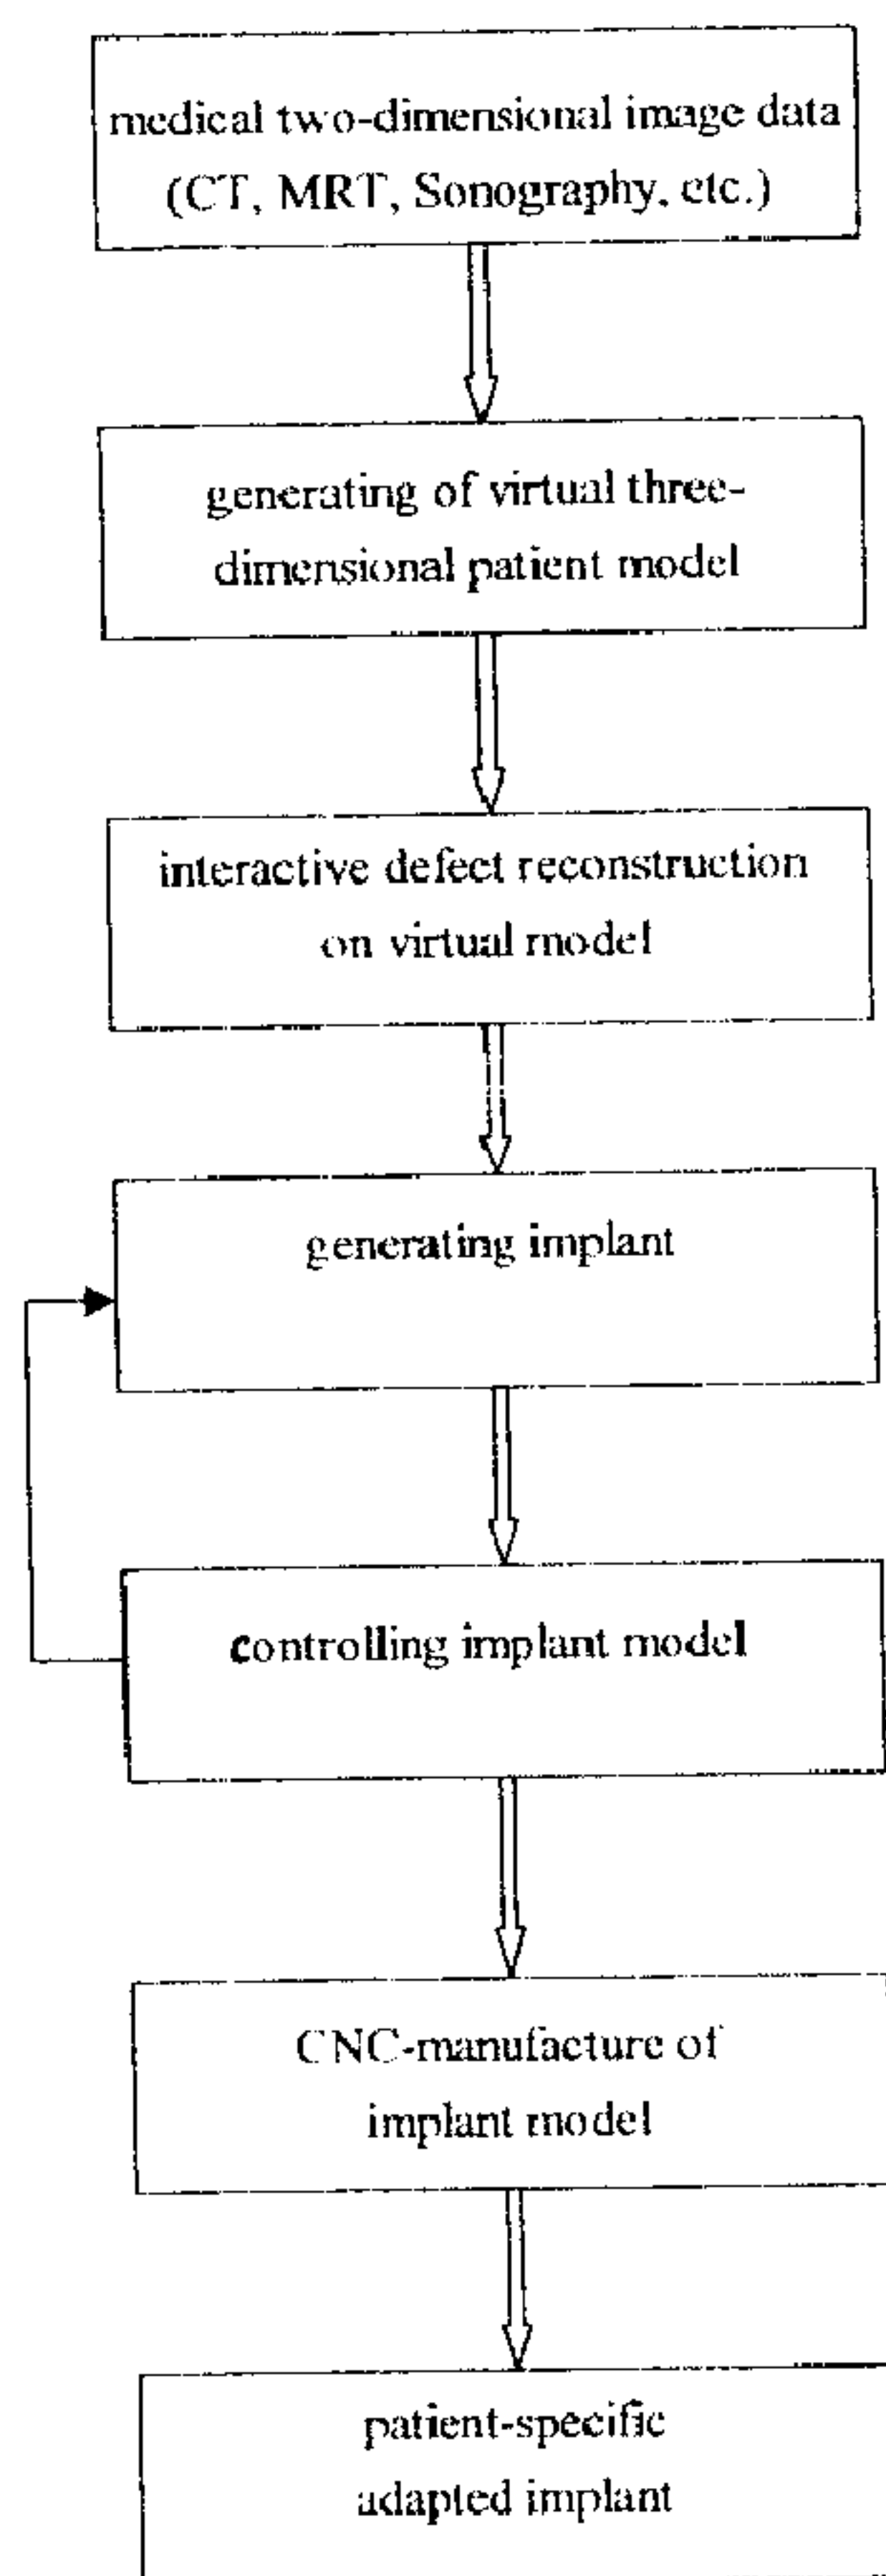 medical two-dimensional image data
(CT, MRT, Sonography, etc.)
generating of virtual three-
dimensional patient model
interactive defect reconstruction
on virtual model
generating implant
controlling implant model
CNC-manufacture of
implant model
patient-specific
adapted implant